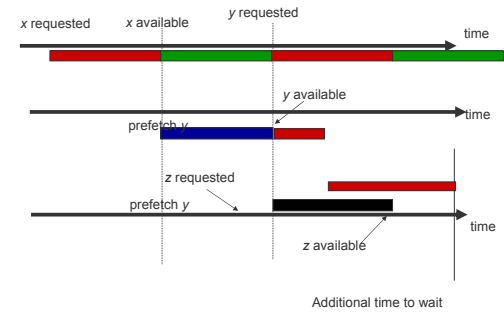 y requested
x requested
x available
time
y available
time
prefetch y
z requested
prefetch y
time
z available
Additional time to wait